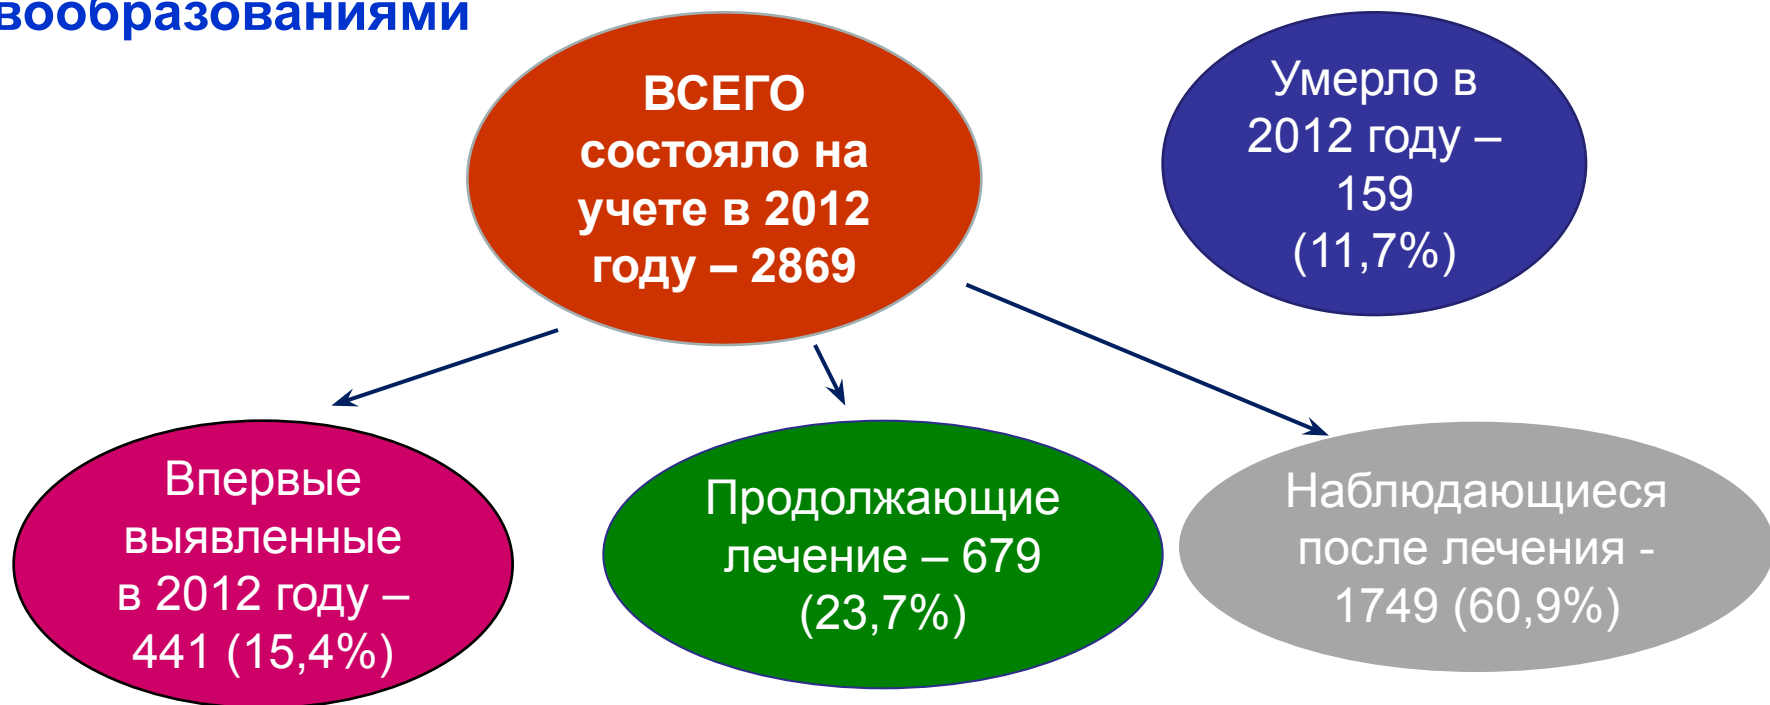 вообразованиями
ВСЕГО
состояло на
учете в 2012
году – 2869
Умерло в
2012 году –
159
(11,7%)
Впервые
выявленные
в 2012 году –
441 (15,4%)
Продолжающие
лечение – 679
(23,7%)
Наблюдающиеся
после лечения -
1749 (60,9%)